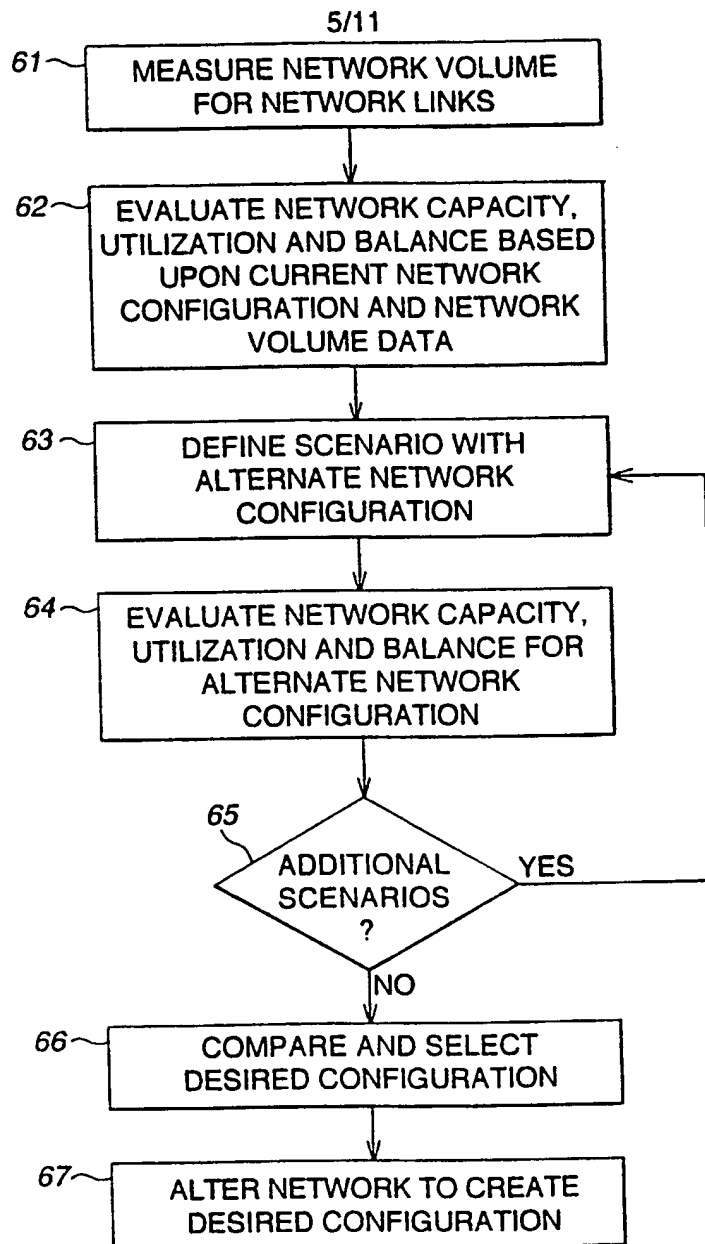 5/11
61
MEASURE NETWORK VOLUME
FOR NETWORK LINKS
62
EVALUATE NETWORK CAPACITY,
UTILIZATION AND BALANCE BASED
UPON CURRENT NETWORK
CONFIGURATION AND NETWORK
VOLUME DATA
63
DEFINE SCENARIO WITH
ALTERNATE NETWORK
CONFIGURATION
64
EVALUATE NETWORK CAPACITY,
UTILIZATION AND BALANCE FOR
ALTERNATE NETWORK
CONFIGURATION
65
ADDITIONAL
SCENARIOS
?
YES
NO
66
COMPARE AND SELECT
DESIRED CONFIGURATION
67
ALTER NETWORK TO CREATE
DESIRED CONFIGURATION